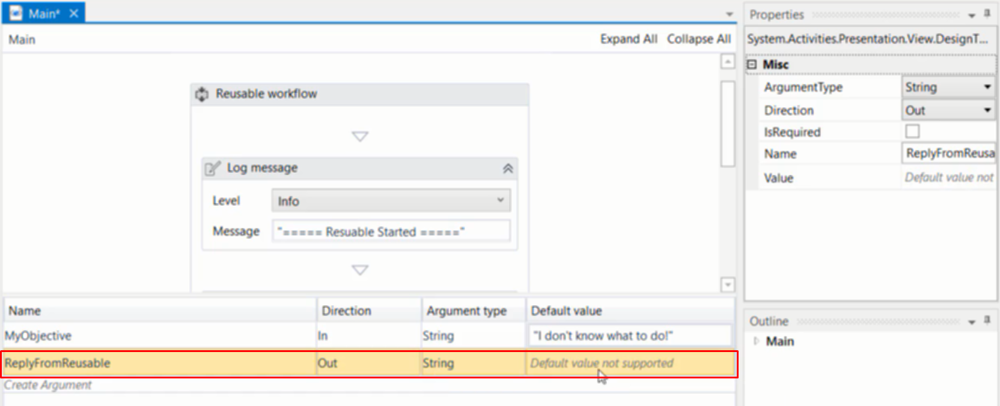 Main*
Main
Expand All Collapse All
Reusable workflow
Log message
Level Info
Message "===== Resuable Started ====="
Name Direction Argument type Default value
MyObjective In String "I don't know what to do!"
ReplyFromReusable Out String Default value not supported
Create Argument
Properties
System.Activities.Presentation.View.DesignT...
Misc
ArgumentType String
Direction Out
IsRequired
Name ReplyFromReusa
Value Default value not
Outline
Main